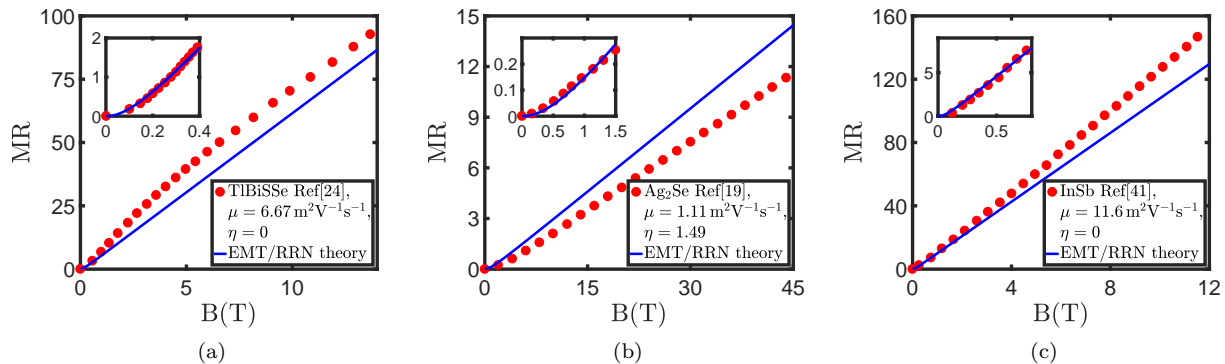 100
75
50
25
0
MR
2
1
0
0
0.2
0.4
TlBiSSe Ref[24],
μ = 6.67 m²V⁻¹s⁻¹,
η = 0
EMT/RRN theory
0
5
10
B(T)
(a)
15
12
9
6
3
0
MR
0.2
0.1
0
0
0.5
1
1.5
Ag₂Se Ref[19],
μ = 1.11 m²V⁻¹s⁻¹,
η = 1.49
EMT/RRN theory
0
15
30
45
B(T)
(b)
160
120
80
40
0
MR
5
0
0
0.5
InSb Ref[41],
μ = 11.6 m²V⁻¹s⁻¹,
η = 0
EMT/RRN theory
0
4
8
12
B(T)
(c)